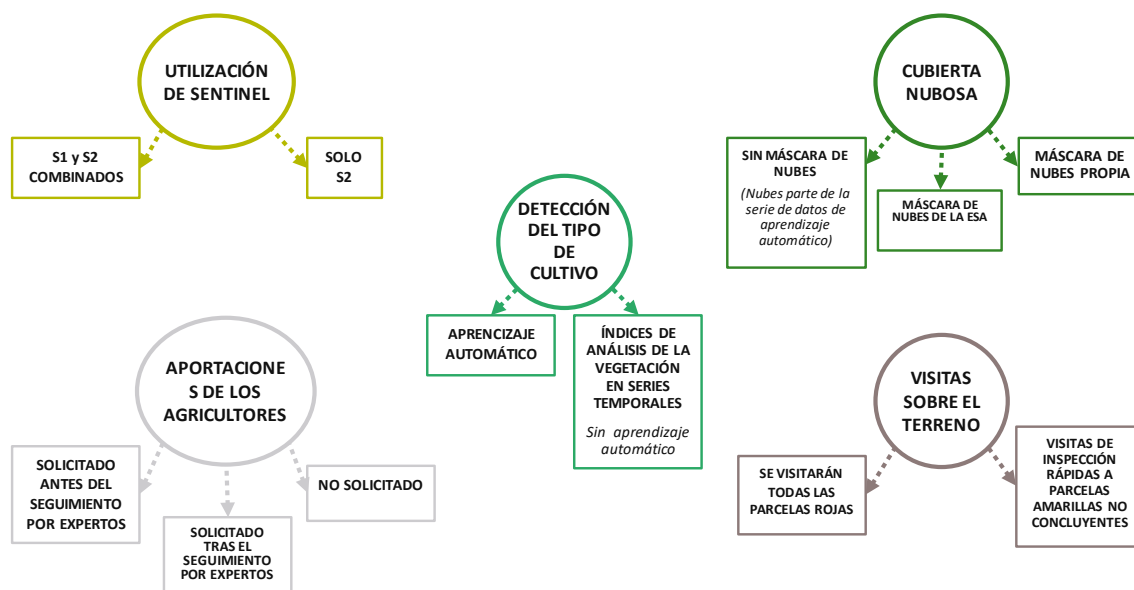 UTILIZACIÓN
DE SENTINEL
S1 y S2
COMBINADOS
SOLO
S2
CUBIERTA
NUBOSA
SIN MÁSCARA DE
NUBES
(Nubes parte de la
serie de datos de
aprendizaje
automático)
MÁSCARA DE
NUBES DE LA ESA
MÁSCARA DE
NUBES PROPIA
DETECCIÓN
DEL TIPO
DE
CULTIVO
APRENCIZAJE
AUTOMÁTICO
ÍNDICES DE
ANÁLISIS DE LA
VEGETACIÓN
EN SERIES
TEMPORALES
Sin aprendizaje
automático
APORTACIONE
S DE LOS
AGRICULTORES
SOLICITADO
ANTES DEL
SEGUIMIENTO
POR EXPERTOS
SOLICITADO
TRAS EL
SEGUIMIENTO
POR EXPERTOS
NO SOLICITADO
VISITAS
SOBRE EL
TERRENO
SE VISITARÁN
TODAS LAS
PARCELAS ROJAS
VISITAS DE
INSPECCIÓN
RÁPIDAS A
PARCELAS
AMARILLAS NO
CONCLUYENTES